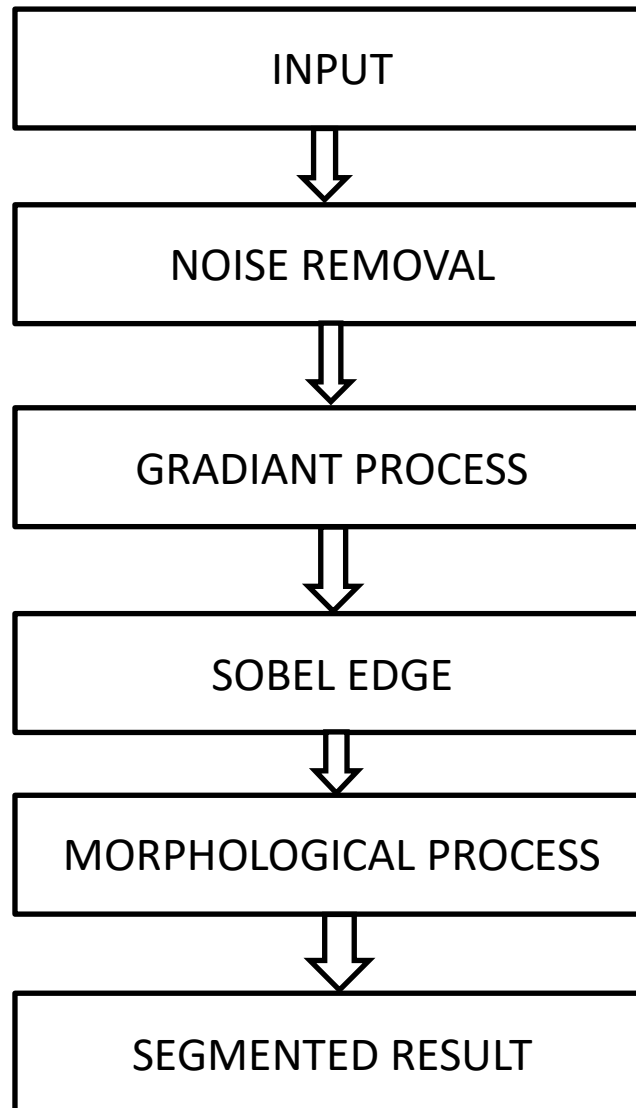 INPUT
NOISE REMOVAL
GRADIANT PROCESS
SOBEL EDGE
MORPHOLOGICAL PROCESS
SEGMENTED RESULT